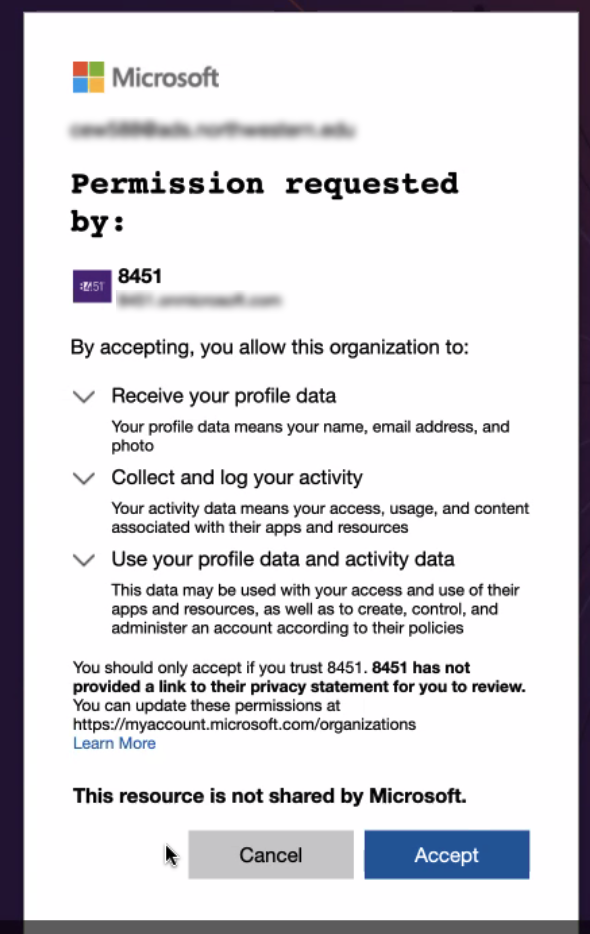 Microsoft
Permission requested
by:
8451
By accepting, you allow this organization to:
Receive your profile data
Your profile data means your name, email address, and
photo
Collect and log your activity
Your activity data means your access, usage, and content
associated with their apps and resources
Use your profile data and activity data
This data may be used with your access and use of their
apps and resources, as well as to create, control, and
administer an account according to their policies
You should only accept if you trust 8451. 8451 has not
provided a link to their privacy statement for you to review.
You can update these permissions at
https://myaccount.microsoft.com/organizations
Learn More
This resource is not shared by Microsoft.
Cancel
Accept